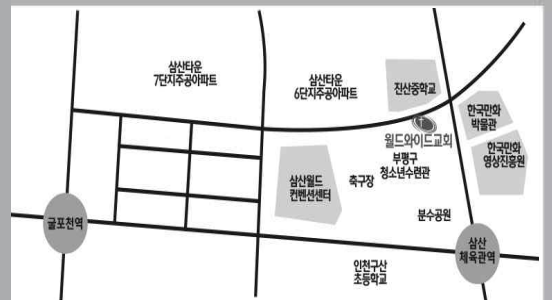 삼산타운
7단지주공아파트
삼산타운
6단지주공아파트
진산중학교
한국만화
박물관
월드와이드교회
한국만화
영상진흥원
부평구
청소년수련관
삼산월드
컨벤션센터
축구장
분수공원
굴포천역
삼산
체육관역
인천구산
초등학교